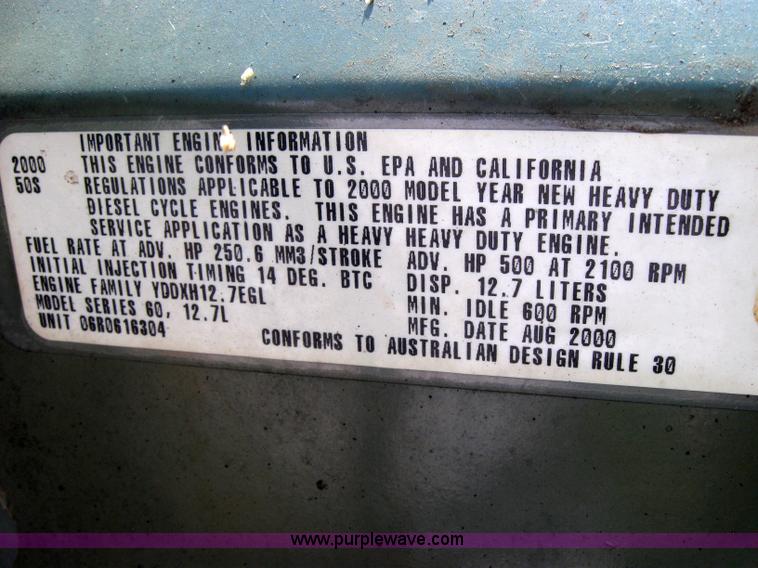 IMPORTANT ENGINE INFORMATION
2000 THIS ENGINE CONFORMS TO U.S. EPA AND CALIFORNIA
50S REGULATIONS APPLICABLE TO 2000 MODEL YEAR NEW HEAVY DUTY
DIESEL CYCLE ENGINES. THIS ENGINE HAS A PRIMARY INTENDED
SERVICE APPLICATION AS A HEAVY HEAVY DUTY ENGINE.
FUEL RATE AT ADV. HP 250.6 MM3/STROKE ADV. HP 500 AT 2100 RPM
INITIAL INJECTION TIMING 14 DEG. BTC DISP. 12.7 LITERS
ENGINE FAMILY YDDXH12.7EGL MIN. IDLE 600 RPM
MODEL SERIES 60, 12.7L MFG. DATE AUG 2000
UNIT 06R0616304 CONFORMS TO AUSTRALIAN DESIGN RULE 30
www.purplewave.com